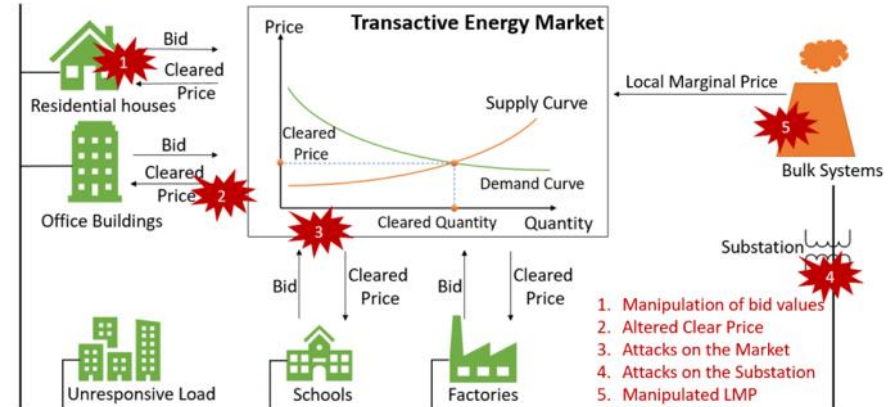 Transactive Energy Market
Price
Bid
1
Cleared
Price
Residential houses
Supply Curve
Cleared
Price
Demand Curve
Cleared Quantity
Quantity
Local Marginal Price
5
Bulk Systems
Bid
Cleared
Price
2
Office Buildings
3
Substation
4
Bid
Cleared
Price
Bid
Cleared
Price
Unresponsive Load
Schools
Factories
1. Manipulation of bid values
2. Altered Clear Price
3. Attacks on the Market
4. Attacks on the Substation
5. Manipulated LMP